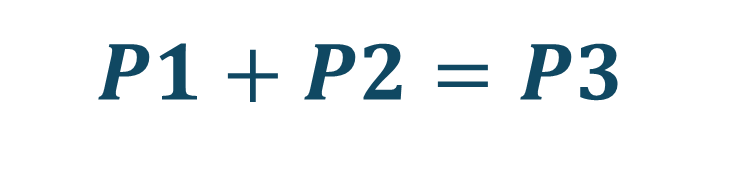 P1 + P2 = P3